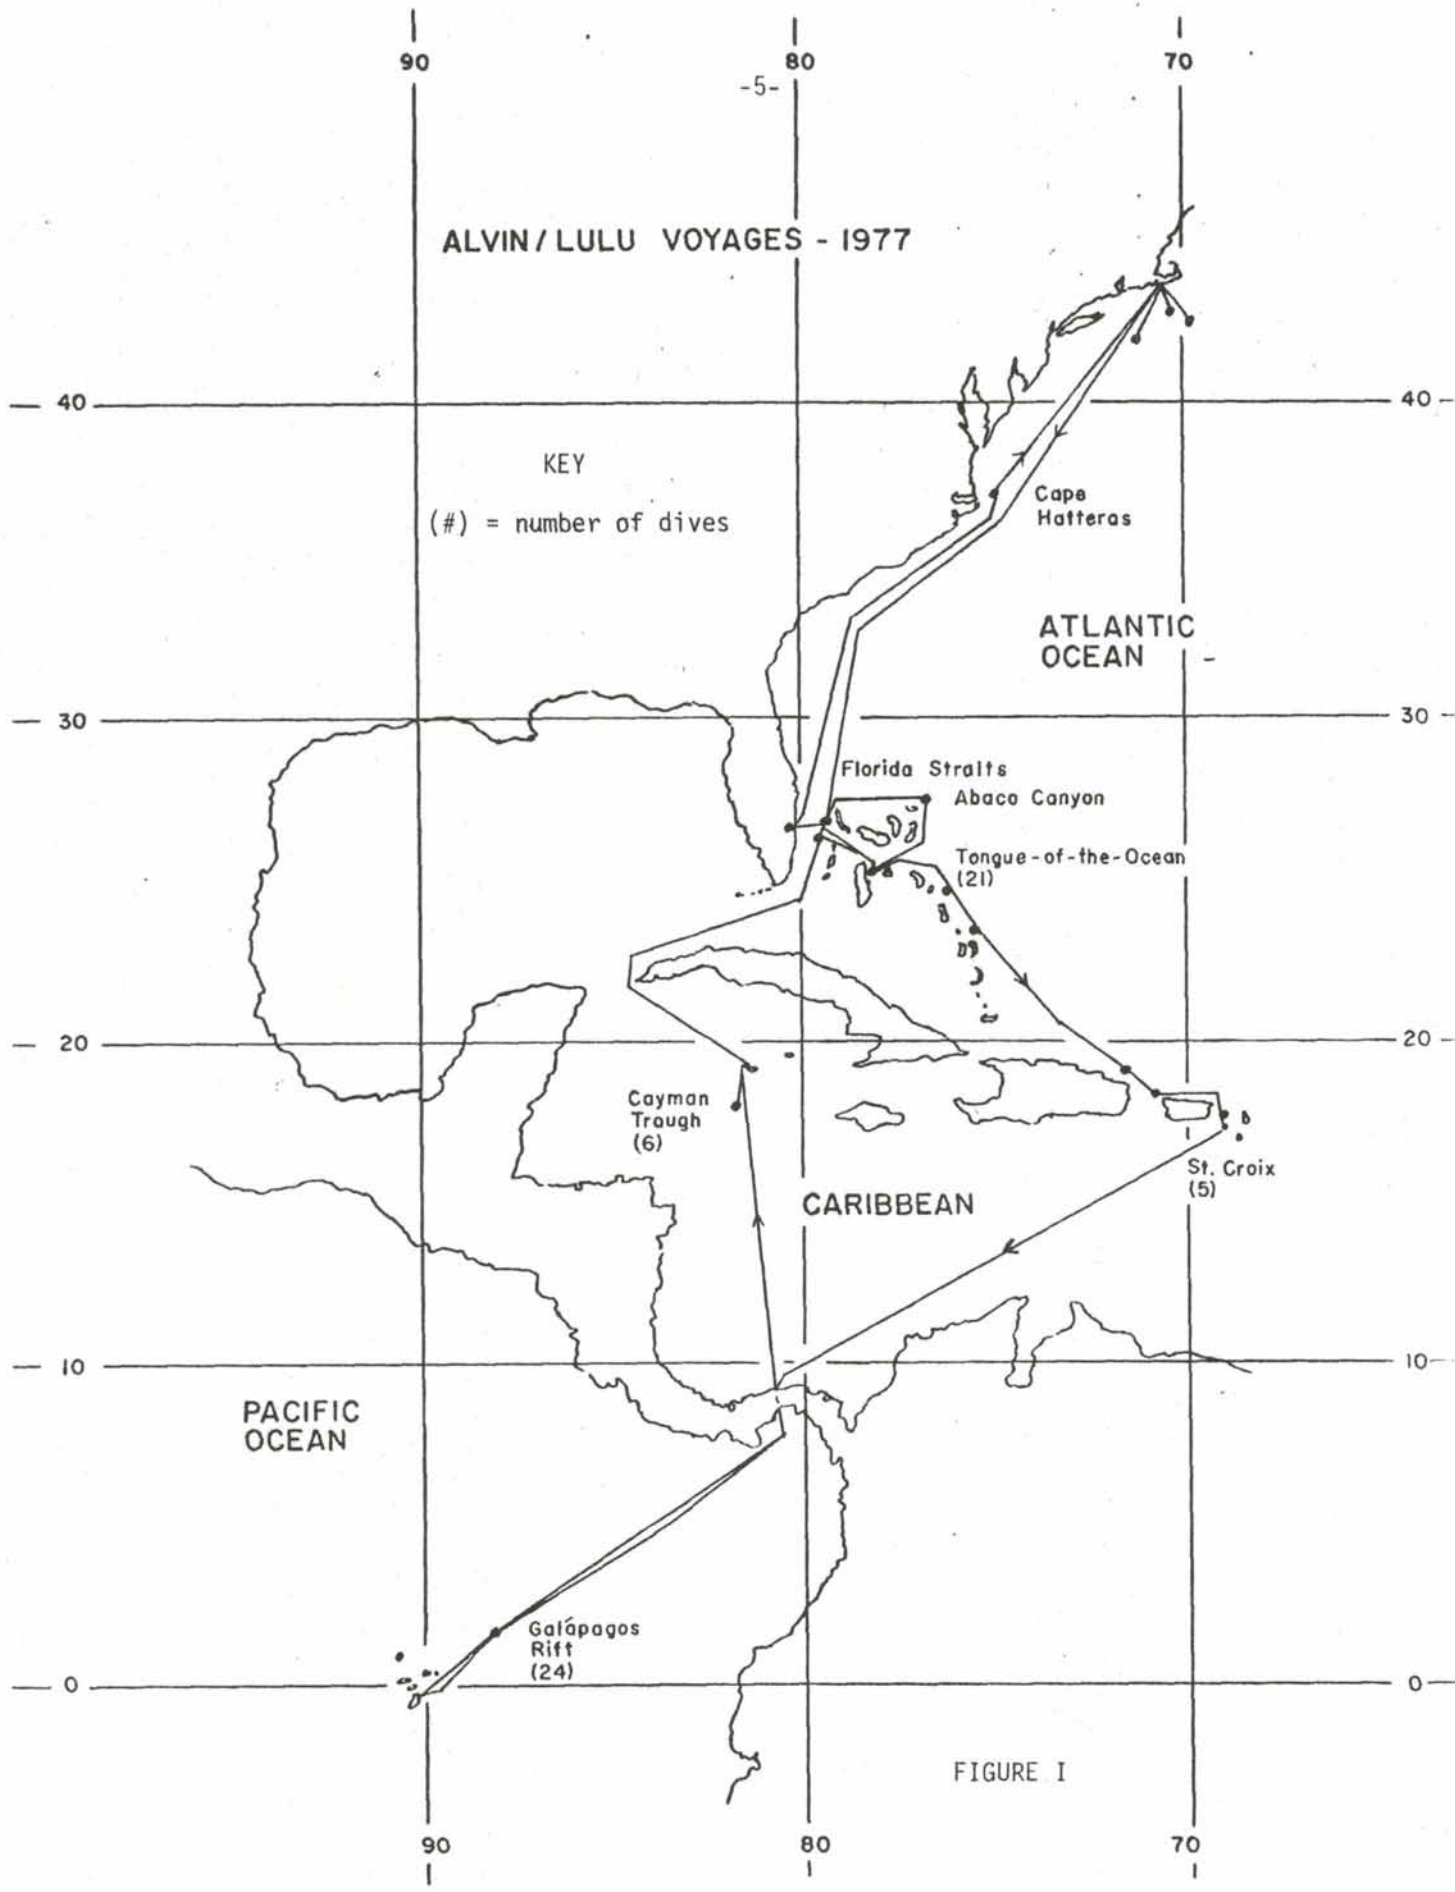 90 80 70
-5-
ALVIN / LULU VOYAGES - 1977
40 40
KEY
(#) = number of dives
Cape
Hatteras
ATLANTIC
OCEAN
30 30
Florida Straits
Abaco Canyon
Tongue-of-the-Ocean
(21)
20 20
Cayman
Trough
(6)
St. Croix
(5)
CARIBBEAN
10 10
PACIFIC
OCEAN
Galápagos
Rift
(24)
0 0
FIGURE I
90 80 70